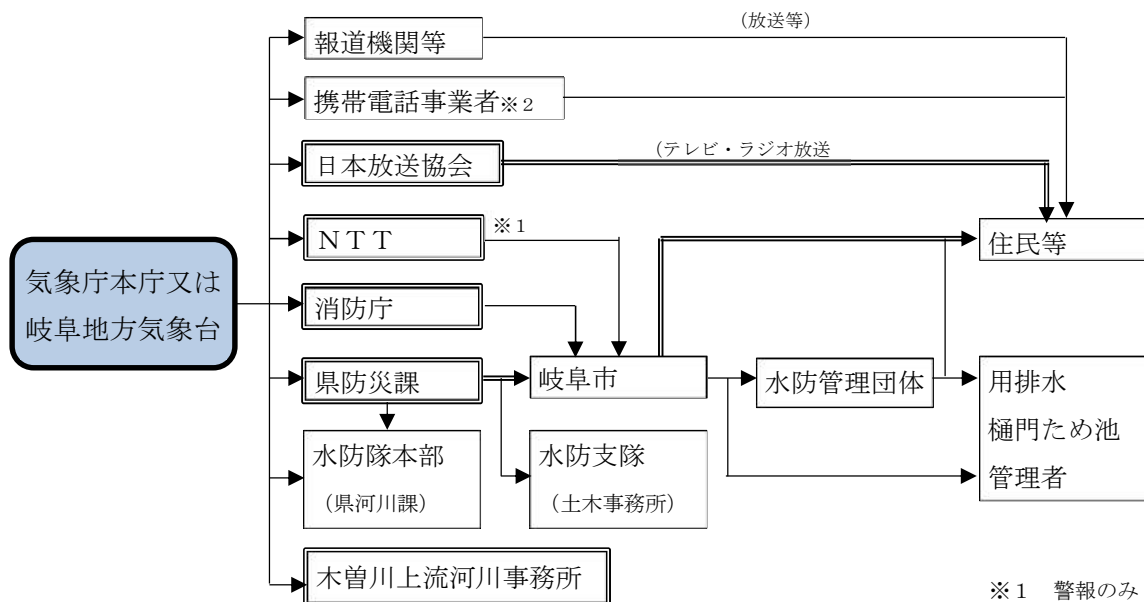 （放送等）
報道機関等
携帯電話事業者※２
日本放送協会
（テレビ・ラジオ放送
ＮＴＴ
※１
住民等
気象庁本庁又は
岐阜地方気象台
消防庁
県防災課
岐阜市
水防管理団体
用排水
樋門ため池
管理者
水防隊本部
（県河川課）
水防支隊
（土木事務所）
木曽川上流河川事務所
※１　警報のみ